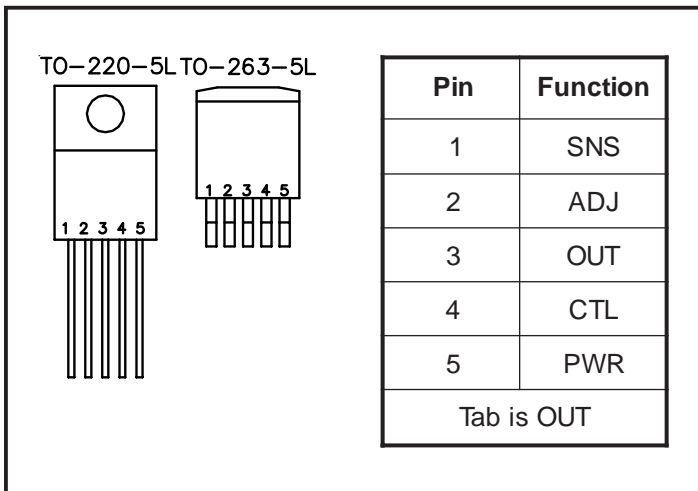 TO-220-5L TO-263-5L
1 2 3 4 5
1 2 3 4 5
Pin Function
1 SNS
2 ADJ
3 OUT
4 CTL
5 PWR
Tab is OUT